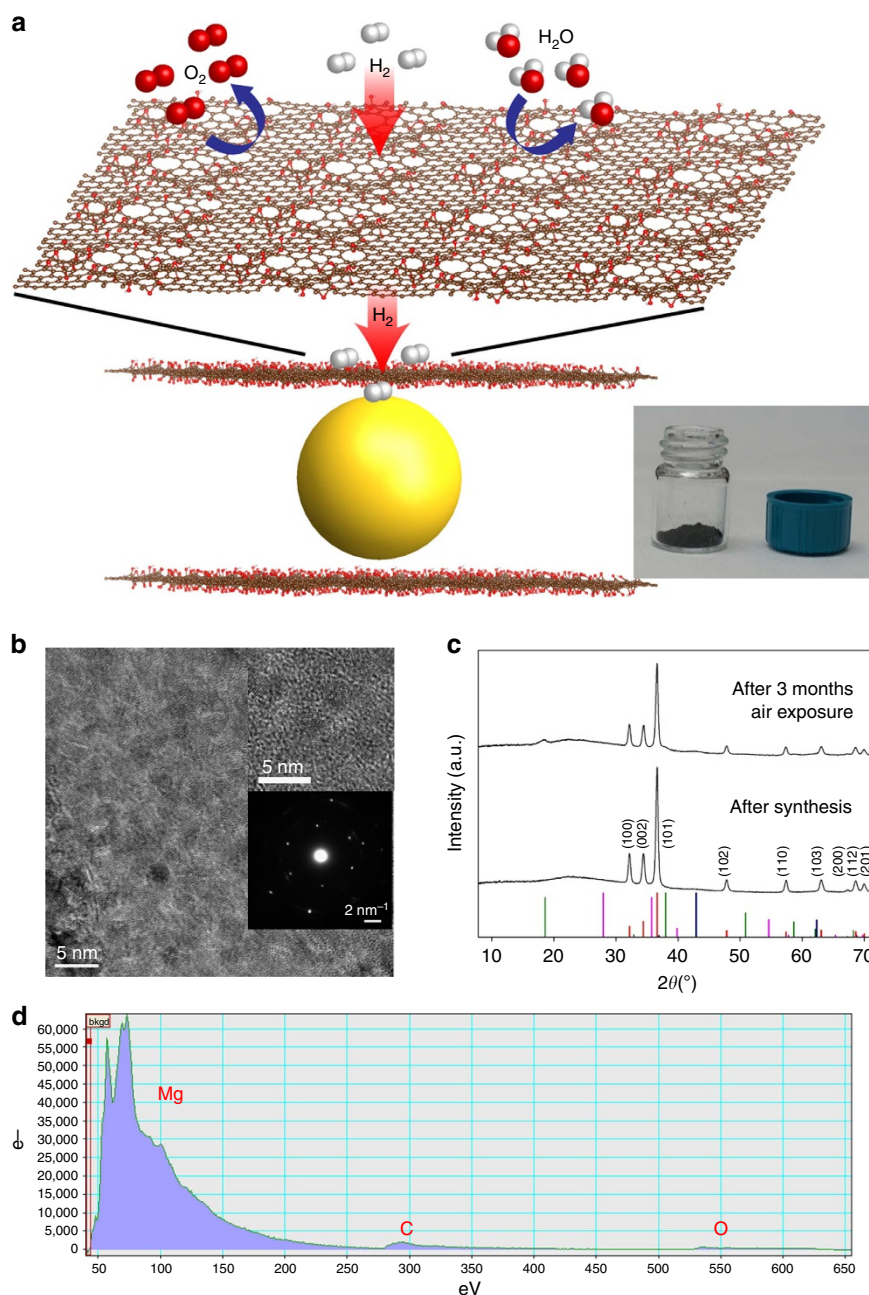 a
O2
H2
H2O
H2
b
5 nm
5 nm
2 nm–1
c
After 3 months
air exposure
After synthesis
(100)
(002)
(101)
(102)
(110)
(103)
(200)
(112)
(201)
Intensity (a.u.)
10 20 30 40 50 60 70
2θ(°)
d
bkgd
60,000
55,000
50,000
45,000
40,000
35,000
30,000
25,000
20,000
15,000
10,000
5,000
0
e–
Mg
C
O
50 100 150 200 250 300 350 400 450 500 550 600 650
eV